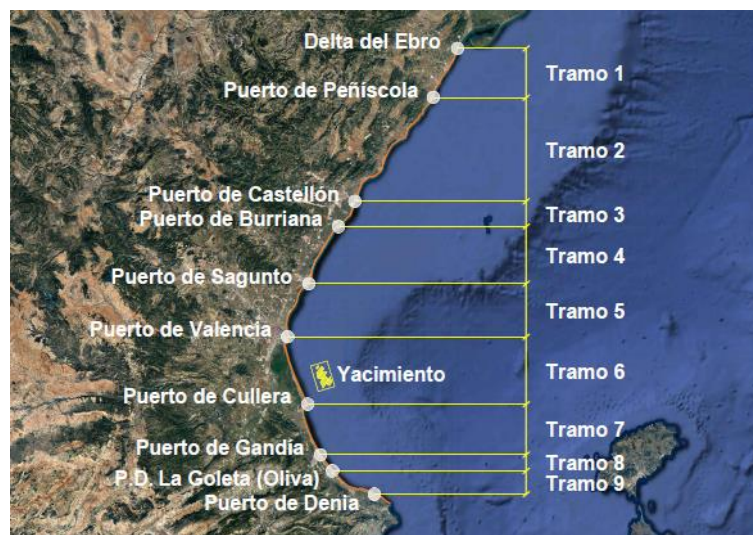 Delta del Ebro
Tramo 1
Puerto de Peñíscola
Tramo 2
Puerto de Castellón
Tramo 3
Puerto de Burriana
Tramo 4
Puerto de Sagunto
Tramo 5
Puerto de Valencia
Tramo 6
Yacimiento
Puerto de Cullera
Tramo 7
Puerto de Gandía
Tramo 8
P.D. La Goleta (Oliva)
Tramo 9
Puerto de Denia